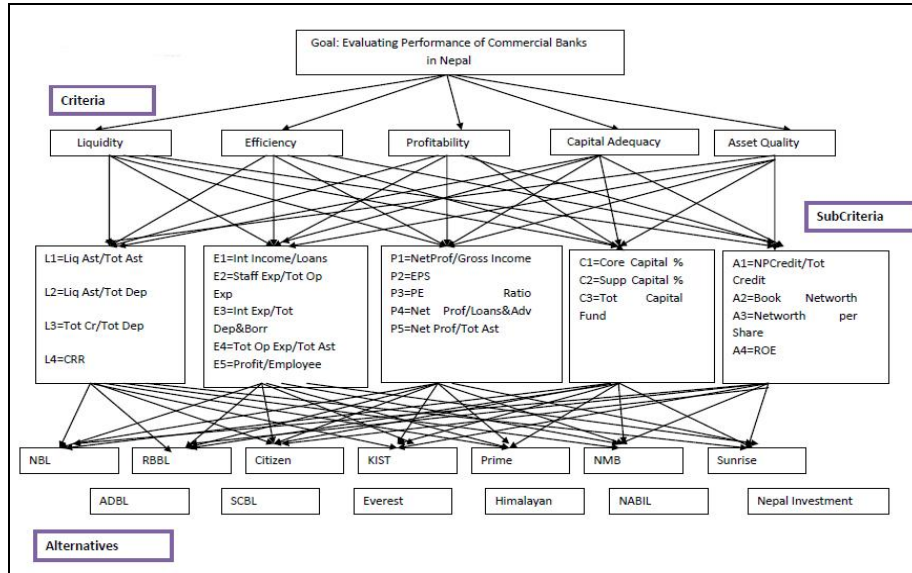 Goal: Evaluating Performance of Commercial Banks
in Nepal
Criteria
Liquidity
Efficiency
Profitability
Capital Adequacy
Asset Quality
SubCriteria
L1=Liq Ast/Tot Ast
L2=Liq Ast/Tot Dep
L3=Tot Cr/Tot Dep
L4=CRR
E1=Int Income/Loans
E2=Staff Exp/Tot Op
Exp
E3=Int Exp/Tot
Dep&Borr
E4=Tot Op Exp/Tot Ast
E5=Profit/Employee
P1=NetProf/Gross Income
P2=EPS
P3=PE Ratio
P4=Net Prof/Loans&Adv
P5=Net Prof/Tot Ast
C1=Core Capital %
C2=Supp Capital %
C3=Tot Capital
Fund
A1=NPCredit/Tot
Credit
A2=Book Networth
A3=Networth per
Share
A4=ROE
NBL
RBBL
Citizen
KIST
Prime
NMB
Sunrise
ADBL
SCBL
Everest
Himalayan
NABIL
Nepal Investment
Alternatives